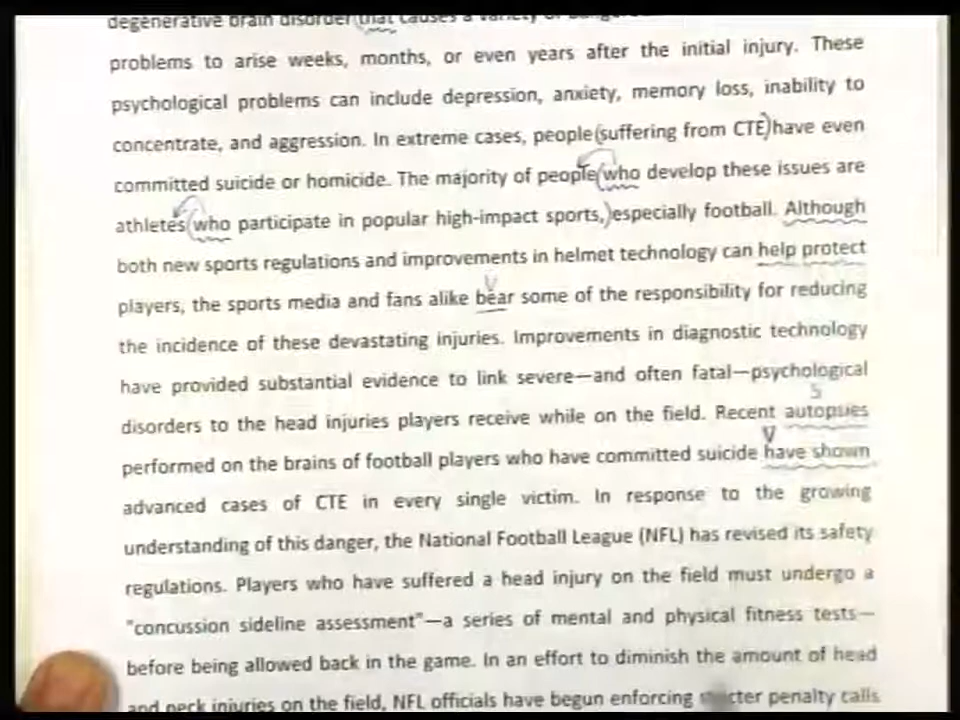 degenerative brain disorder that causes a variety of
problems to arise weeks, months, or even years after the initial injury. These
psychological problems can include depression, anxiety, memory loss, inability to
concentrate, and aggression. In extreme cases, people (suffering from CTE) have even
committed suicide or homicide. The majority of people (who develop these issues are
athletes (who participate in popular high-impact sports,) especially football. Although
both new sports regulations and improvements in helmet technology can help protect
V
players, the sports media and fans alike bear some of the responsibility for reducing
the incidence of these devastating injuries. Improvements in diagnostic technology
have provided substantial evidence to link severe—and often fatal—psychological
S
disorders to the head injuries players receive while on the field. Recent autopsies
V
performed on the brains of football players who have committed suicide have shown
advanced cases of CTE in every single victim. In response to the growing
understanding of this danger, the National Football League (NFL) has revised its safety
regulations. Players who have suffered a head injury on the field must undergo a
"concussion sideline assessment"—a series of mental and physical fitness tests—
before being allowed back in the game. In an effort to diminish the amount of head
and neck injuries on the field, NFL officials have begun enforcing stricter penalty calls